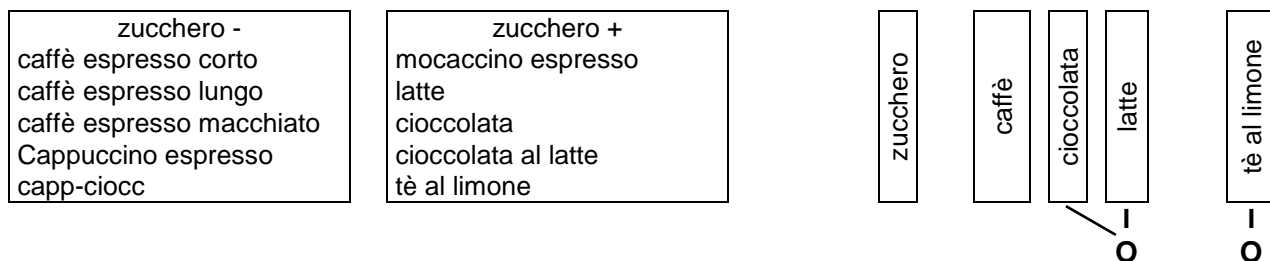 zucchero -
caffè espresso corto
caffè espresso lungo
caffè espresso macchiato
Cappuccino espresso
capp-ciocc
zucchero +
mocaccino espresso
latte
cioccolata
cioccolata al latte
tè al limone
zucchero
caffè
cioccolata
latte
tè al limone
I
O
I
O